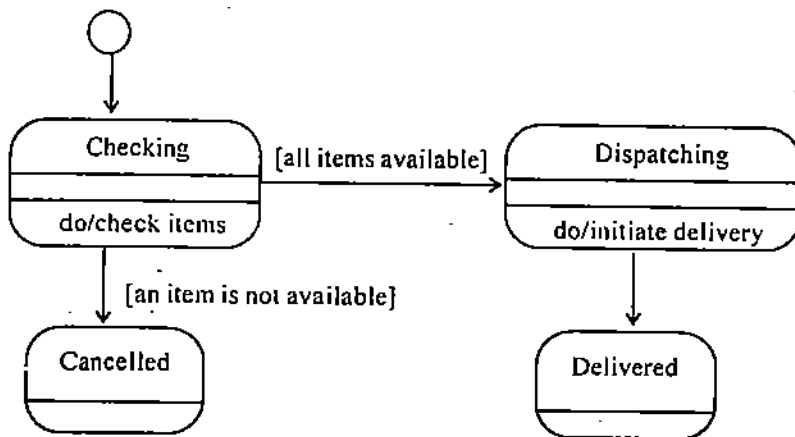 Checking
[all items available]
Dispatching
do/check items
do/initiate delivery
[an item is not available}
Cancelled
Delivered